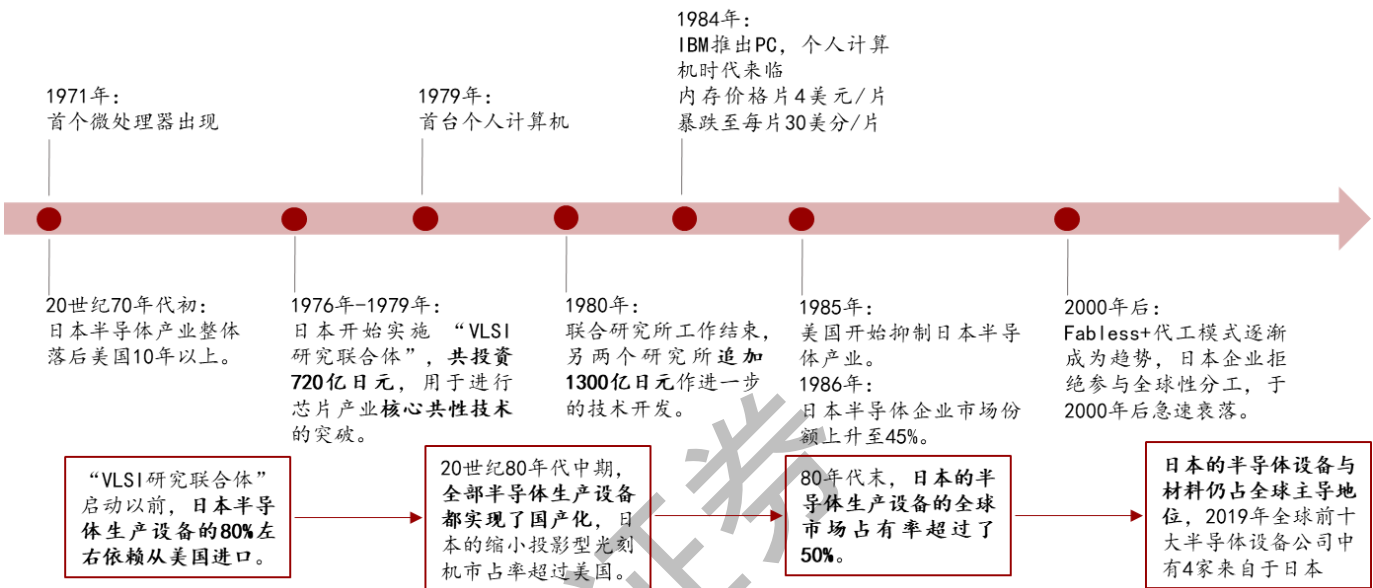 1971年：
首个微处理器出现
1979年：
首台个人计算机
1984年：
IBM推出PC，个人计算
机时代来临
内存价格片4美元/片
暴跌至每片30美分/片
20世纪70年代初：
日本半导体产业整体
落后美国10年以上。
1976年-1979年：
日本开始实施 “VLSI
研究联合体”，共投资
720亿日元，用于进行
芯片产业核心共性技术
的突破。
1980年：
联合研究所工作结束，
另两个研究所追加
1300亿日元作进一步
的技术开发。
1985年：
美国开始抑制日本半导
体产业。
1986年：
日本半导体企业市场份
额上升至45%。
2000年后：
Fabless+代工模式逐渐
成为趋势，日本企业拒
绝参与全球性分工，于
2000年后急速衰落。
“VLSI研究联合体”
启动以前，日本半导
体生产设备的80%左
右依赖从美国进口。
20世纪80年代中期，
全部半导体生产设备
都实现了国产化，日
本的缩小投影型光刻
机市占率超过美国。
80年代末，日本的半
导体生产设备的全球
市场占有率超过了
50%。
日本的半导体设备与
材料仍占全球主导地
位，2019年全球前十
大半导体设备公司中
有4家来自于日本
证券